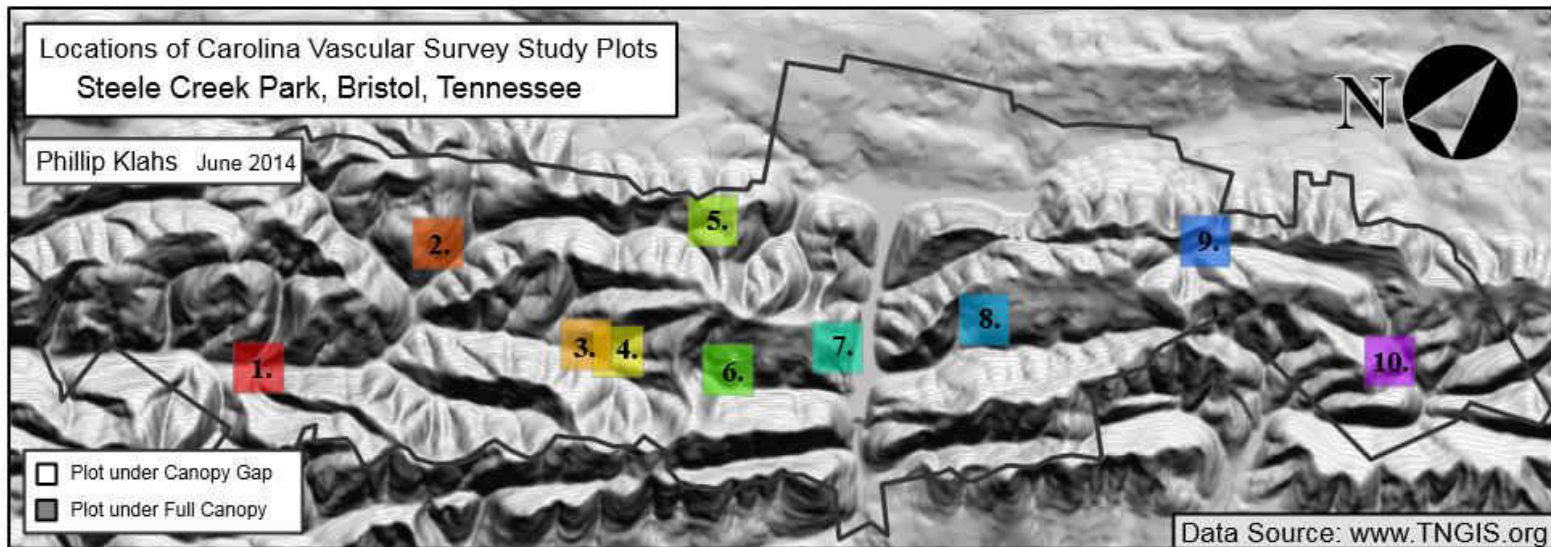 Locations of Carolina Vascular Survey Study Plots
Steele Creek Park, Bristol, Tennessee
N
Phillip Klahs June 2014
5.
2.
9.
8.
3.
4.
7.
1.
6.
10.
Plot under Canopy Gap
Plot under Full Canopy
Data Source: www.TNGIS.org